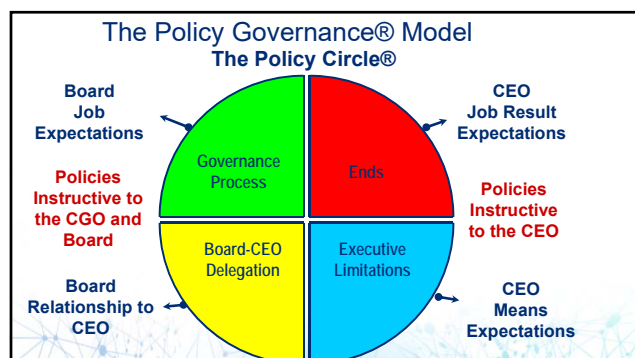 The Policy Governance® Model
The Policy Circle®
Board
Job
Expectations
CEO
Job Result
Expectations
Governance
Process
Ends
Policies
Instructive to
the CGO and
Board
Policies
Instructive
to the CEO
Board-CEO
Delegation
Executive
Limitations
Board
Relationship to
CEO
CEO
Means
Expectations